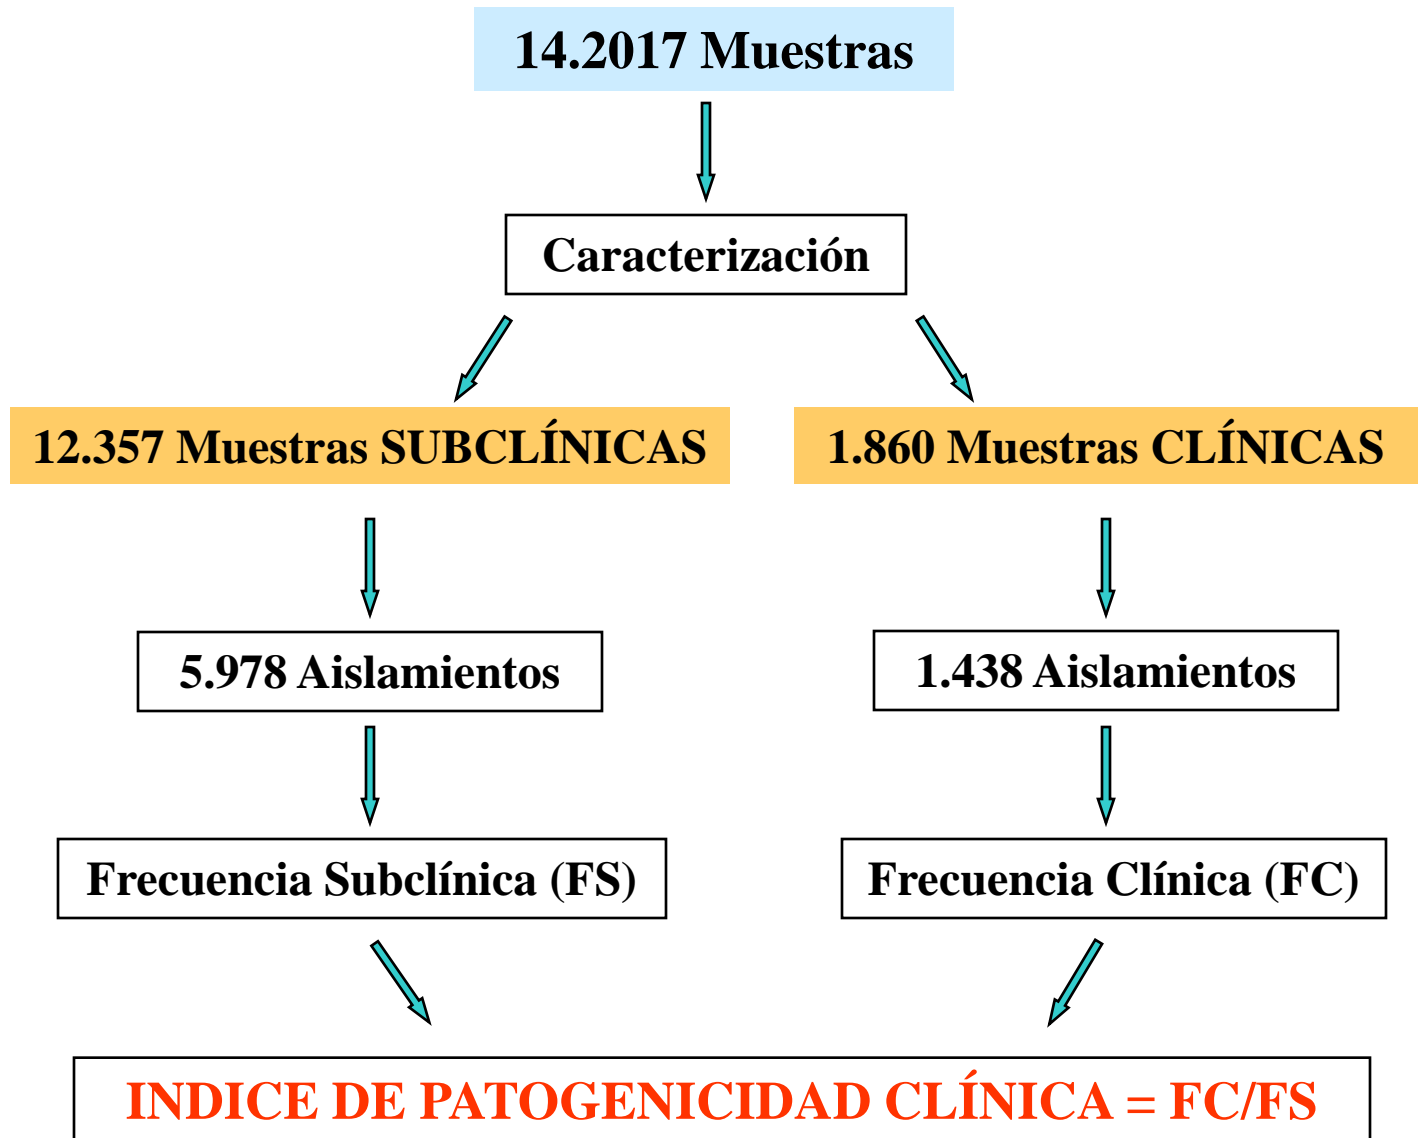 14.2017 Muestras
Caracterización
12.357 Muestras SUBCLÍNICAS
1.860 Muestras CLÍNICAS
5.978 Aislamientos
1.438 Aislamientos
Frecuencia Subclínica (FS)
Frecuencia Clínica (FC)
INDICE DE PATOGENICIDAD CLÍNICA = FC/FS